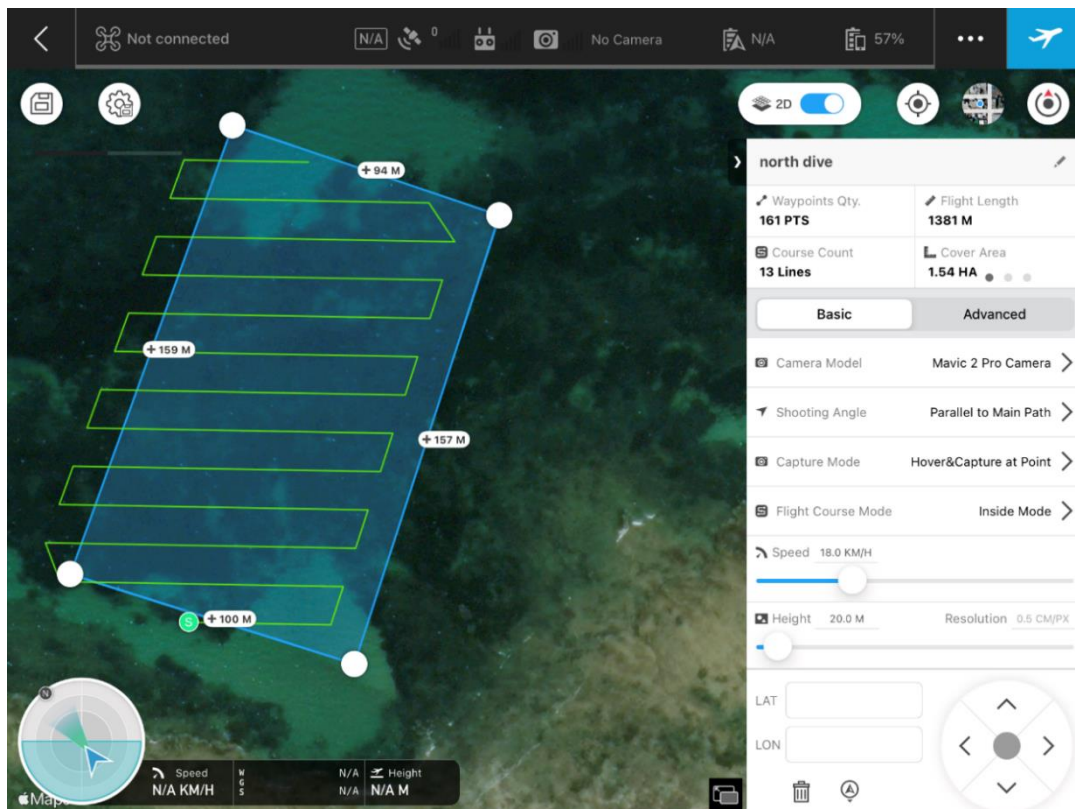 Not connected N/A 0 No Camera N/A 57%
2D
north dive
Waypoints Qty. Flight Length
161 PTS 1381 M
Course Count Cover Area
13 Lines 1.54 HA
Basic Advanced
Camera Model Mavic 2 Pro Camera
Shooting Angle Parallel to Main Path
Capture Mode Hover&Capture at Point
Flight Course Mode Inside Mode
Speed 18.0 KM/H
Height 20.0 M Resolution 0.5 CM/PX
LAT
LON
94 M
159 M
157 M
S 100 M
N
Speed WGS N/A Height
N/A KM/H N/A N/A M
Maps